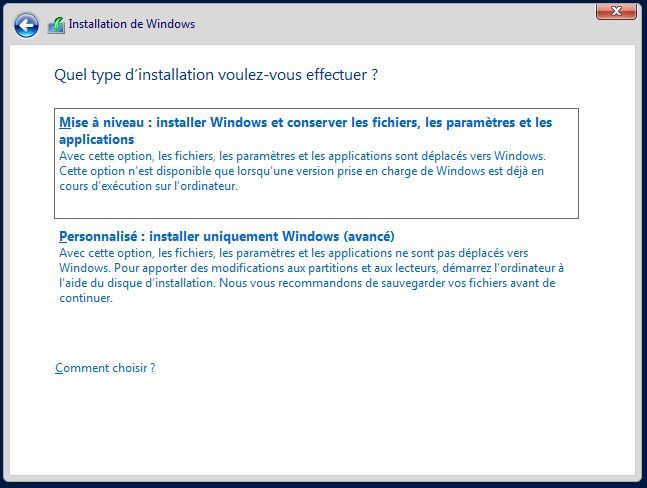 Installation de Windows
Quel type d’installation voulez-vous effectuer ?
Mise à niveau : installer Windows et conserver les fichiers, les paramètres et les
applications
Avec cette option, les fichiers, les paramètres et les applications sont déplacés vers Windows.
Cette option n’est disponible que lorsqu’une version prise en charge de Windows est déjà en
cours d’exécution sur l’ordinateur.
Personnalisé : installer uniquement Windows (avancé)
Avec cette option, les fichiers, les paramètres et les applications ne sont pas déplacés vers
Windows. Pour apporter des modifications aux partitions et aux lecteurs, démarrez l’ordinateur à
l’aide du disque d’installation. Nous vous recommandons de sauvegarder vos fichiers avant de
continuer.
Comment choisir ?